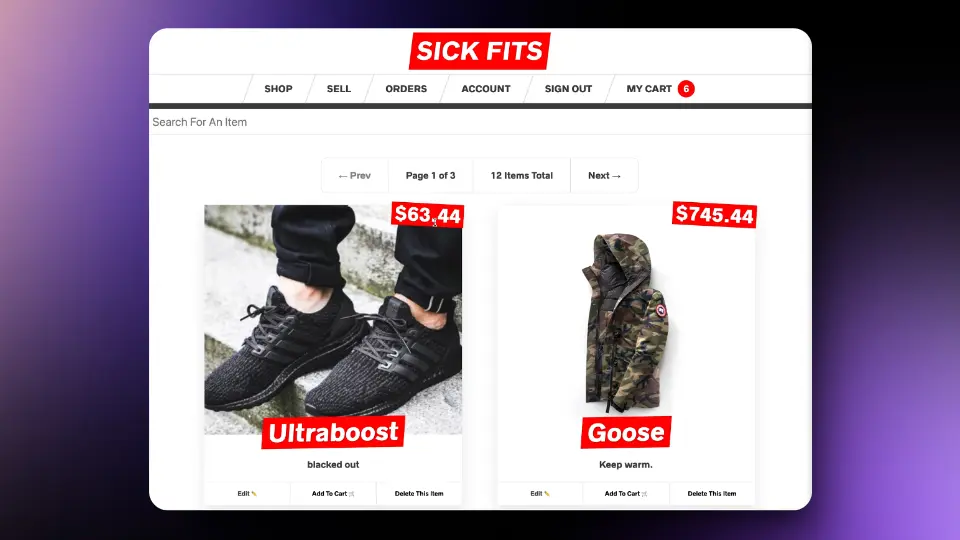 SICK FITS
SHOP SELL ORDERS ACCOUNT SIGN OUT MY CART 6
Search For An Item
← Prev Page 1 of 3 12 Items Total Next →
$63.44 $745.44
Ultraboost Goose
blacked out Keep warm.
Edit ✏️ Add To Cart 🛒 Delete This Item Edit ✏️ Add To Cart 🛒 Delete This Item